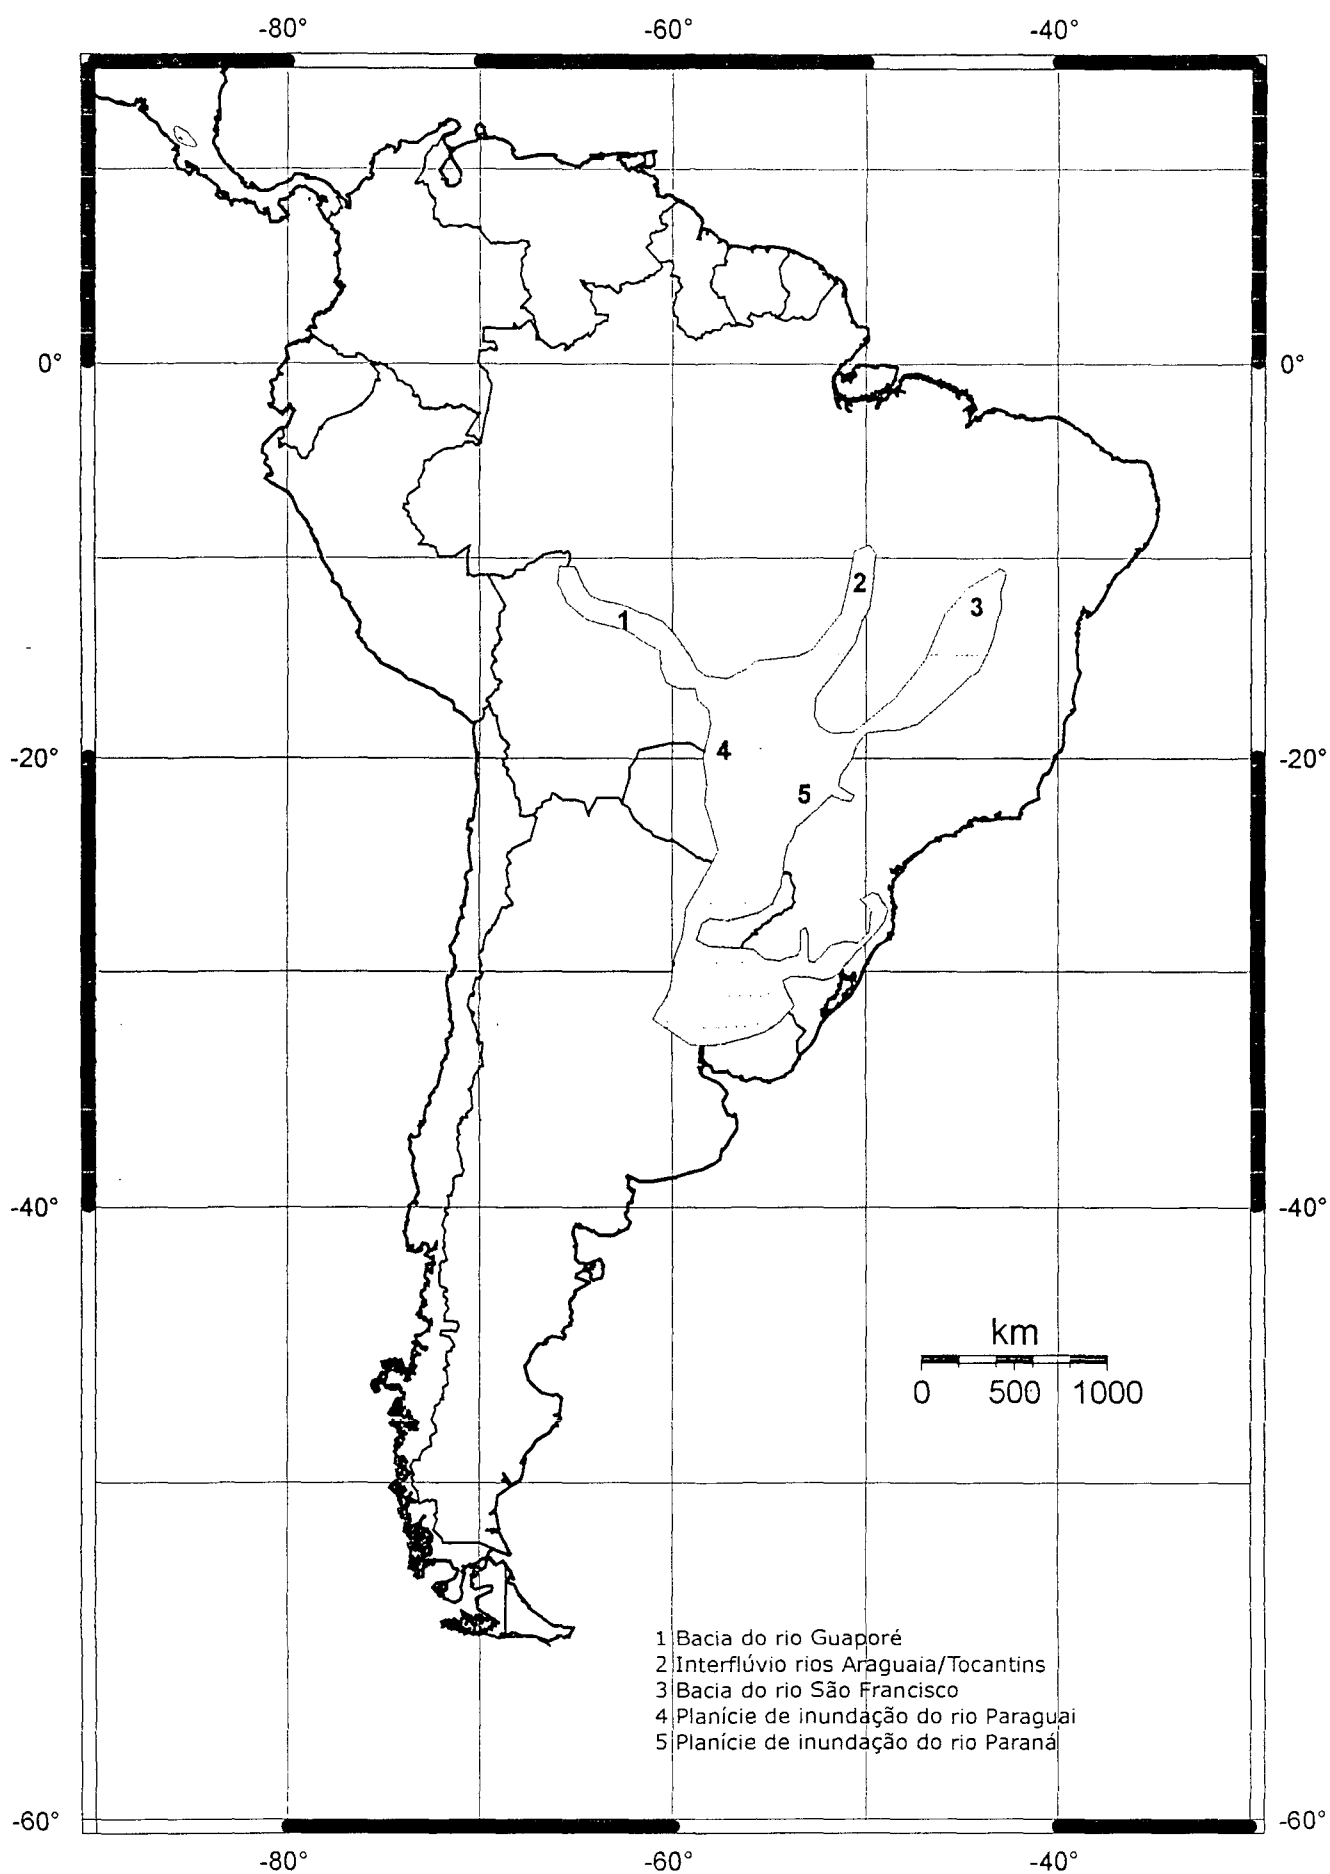 -80° -60° -40°
0° 0°
1
2
3
4
5
-20° -20°
-40° -40°
km
0 500 1000
1 Bacia do rio Guaporé
2 Interflúvio rios Araguaia/Tocantins
3 Bacia do rio São Francisco
4 Planície de inundação do rio Paraguai
5 Planície de inundação do rio Paraná
-60° -60°
-80° -60° -40°